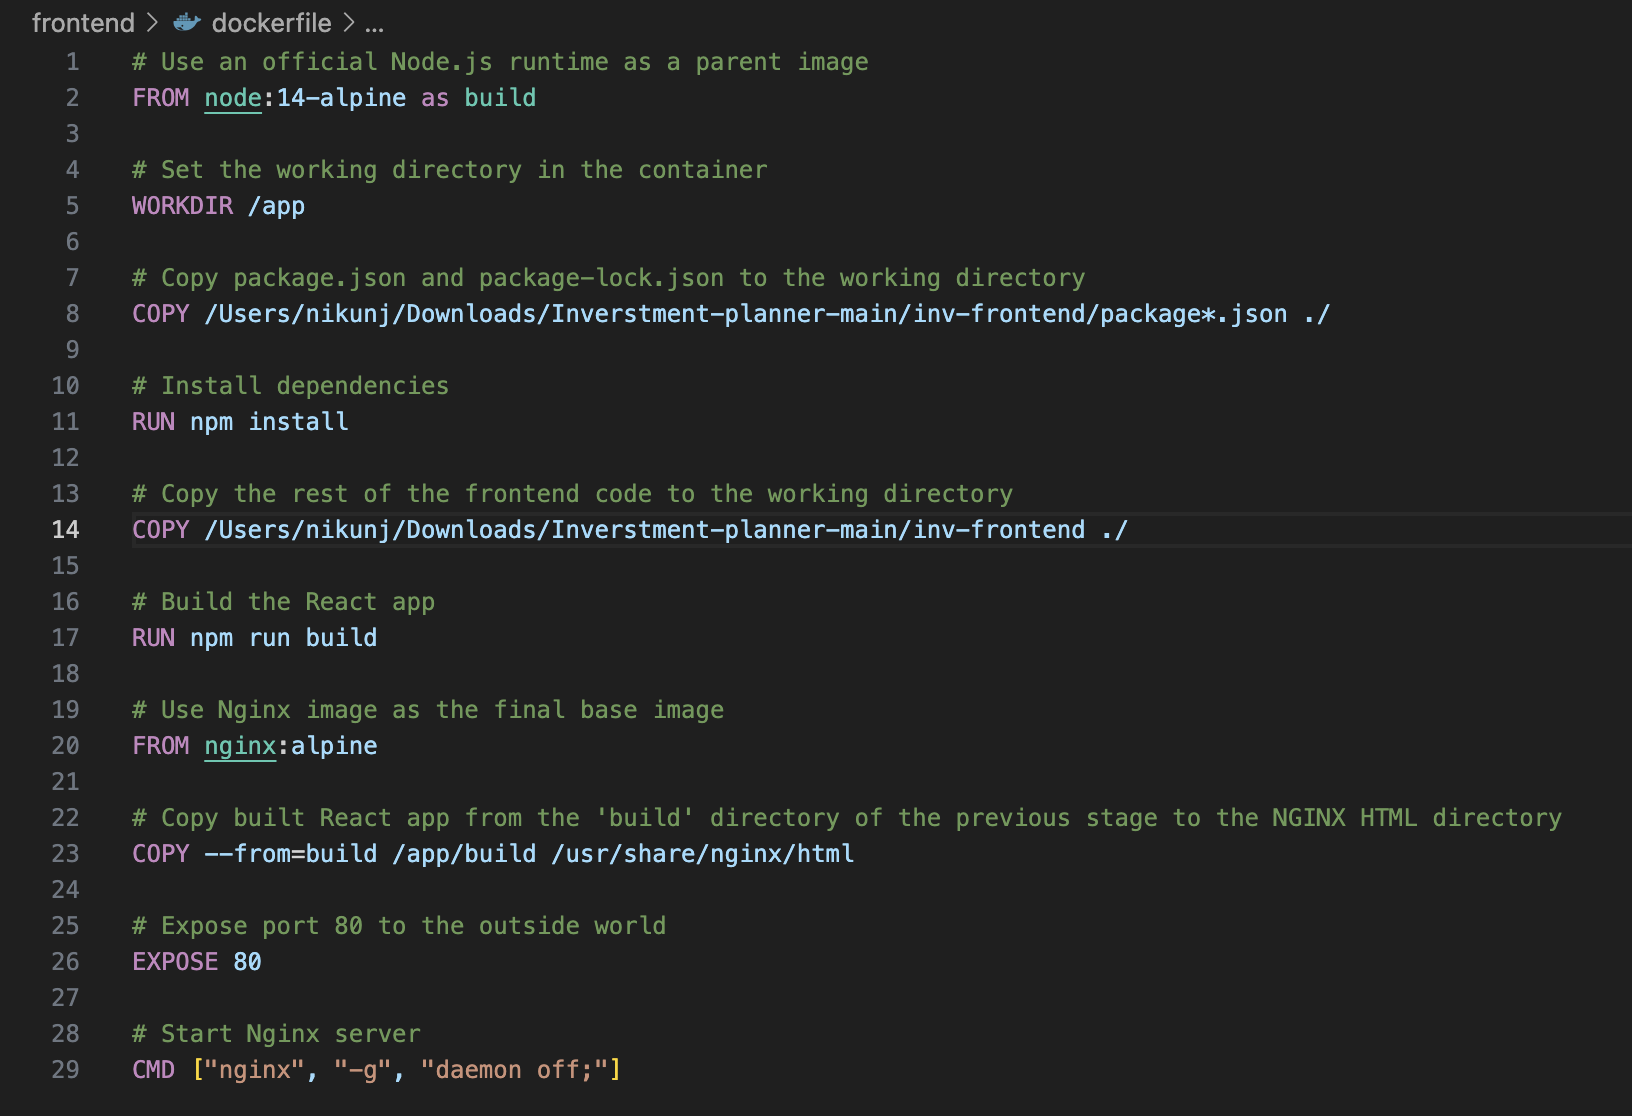 frontend > dockerfile > ...
1 # Use an official Node.js runtime as a parent image
2 FROM node:14-alpine as build
3
4 # Set the working directory in the container
5 WORKDIR /app
6
7 # Copy package.json and package-lock.json to the working directory
8 COPY /Users/nikunj/Downloads/Inverstment-planner-main/inv-frontend/package*.json ./
9
10 # Install dependencies
11 RUN npm install
12
13 # Copy the rest of the frontend code to the working directory
14 COPY /Users/nikunj/Downloads/Inverstment-planner-main/inv-frontend ./
15
16 # Build the React app
17 RUN npm run build
18
19 # Use Nginx image as the final base image
20 FROM nginx:alpine
21
22 # Copy built React app from the 'build' directory of the previous stage to the NGINX HTML directory
23 COPY --from=build /app/build /usr/share/nginx/html
24
25 # Expose port 80 to the outside world
26 EXPOSE 80
27
28 # Start Nginx server
29 CMD ["nginx", "-g", "daemon off;"]